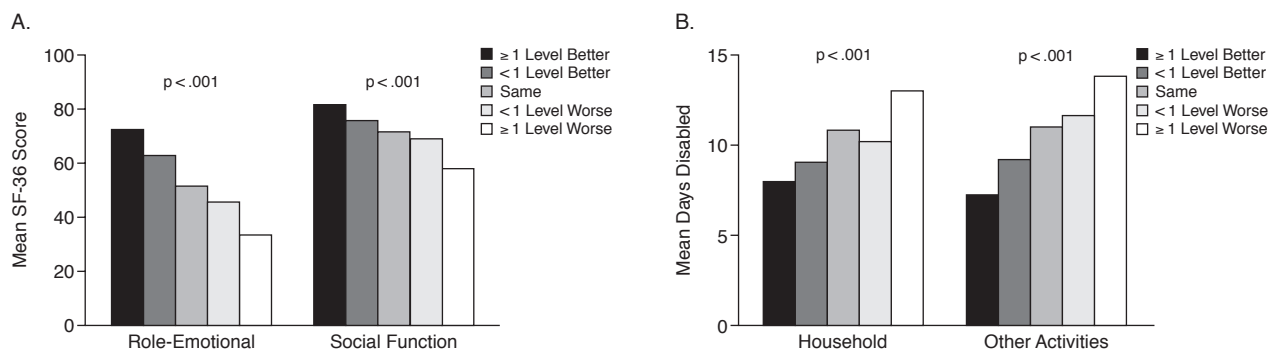 A.
Mean SF-36 Score
100
80
60
40
20
0
p < .001
p < .001
≥ 1 Level Better
< 1 Level Better
Same
< 1 Level Worse
≥ 1 Level Worse
Role-Emotional
Social Function
B.
Mean Days Disabled
15
10
5
0
p < .001
p < .001
≥ 1 Level Better
< 1 Level Better
Same
< 1 Level Worse
≥ 1 Level Worse
Household
Other Activities